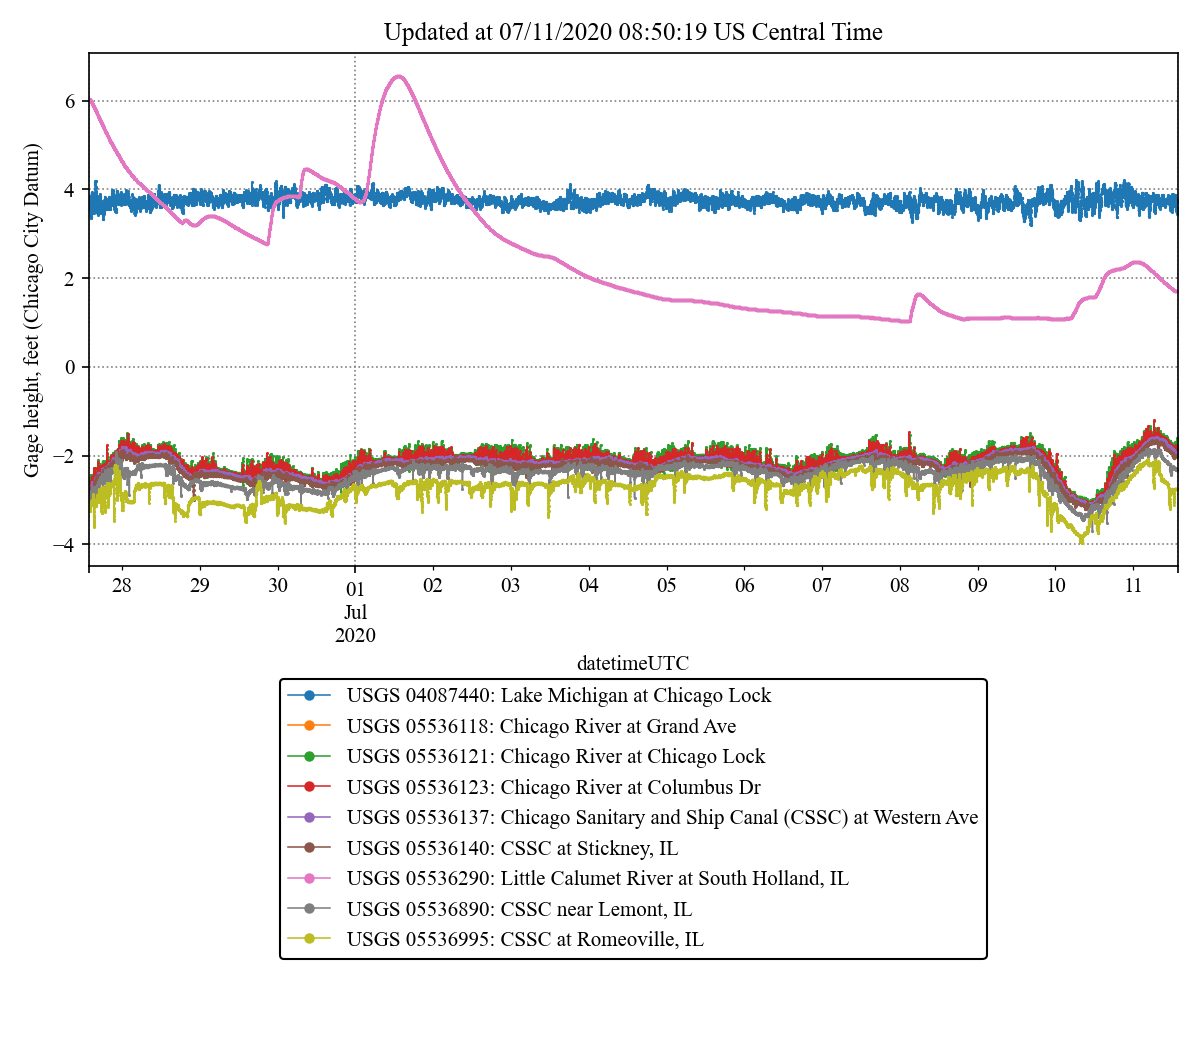 Updated at 07/11/2020 08:50:19 US Central Time
Gage height, feet (Chicago City Datum)
6
4
2
0
−2
−4
28
29
30
01
Jul
2020
02
03
04
05
06
07
08
09
10
11
datetimeUTC
USGS 04087440: Lake Michigan at Chicago Lock
USGS 05536118: Chicago River at Grand Ave
USGS 05536121: Chicago River at Chicago Lock
USGS 05536123: Chicago River at Columbus Dr
USGS 05536137: Chicago Sanitary and Ship Canal (CSSC) at Western Ave
USGS 05536140: CSSC at Stickney, IL
USGS 05536290: Little Calumet River at South Holland, IL
USGS 05536890: CSSC near Lemont, IL
USGS 05536995: CSSC at Romeoville, IL